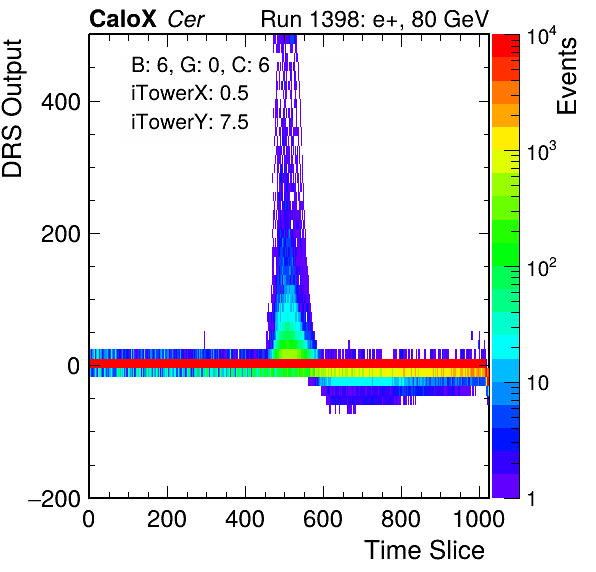 CaloX Cer Run 1398: e+, 80 GeV
B: 6, G: 0, C: 6
iTowerX: 0.5
iTowerY: 7.5
DRS Output
400
200
0
−200
0 200 400 600 800 1000
Time Slice
10^4
10^3
10^2
10
1
Events